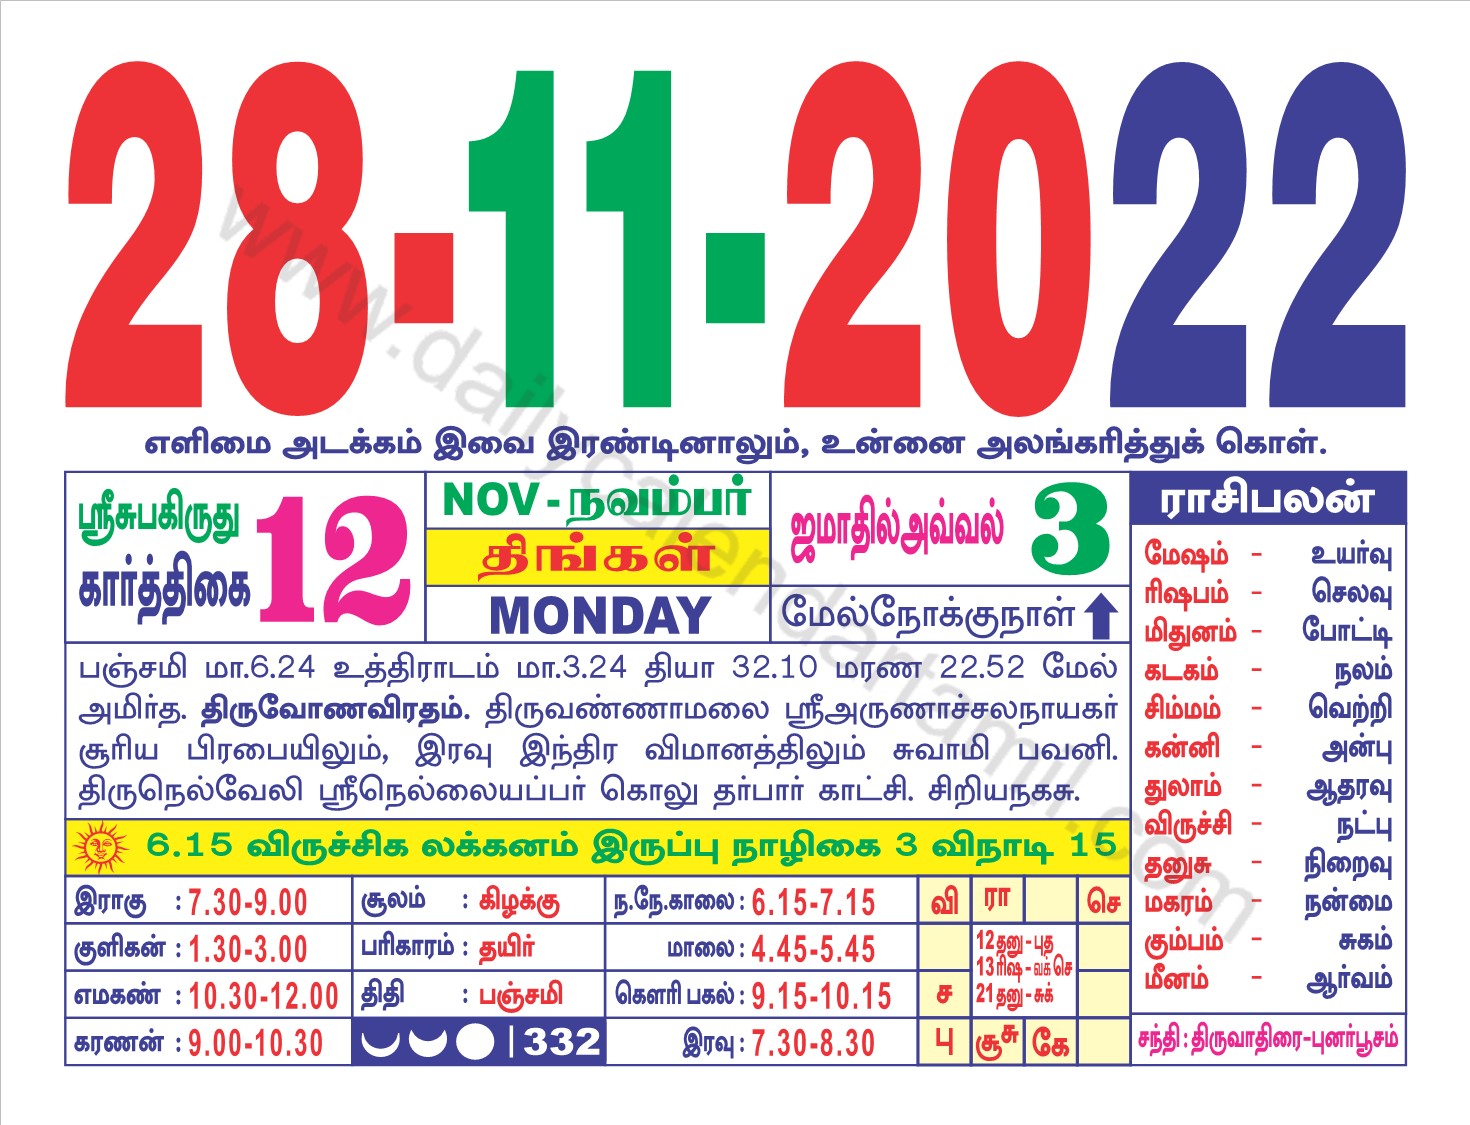 28-11-2022
எளிமை அடக்கம் இவை இரண்டினாலும், உன்னை அலங்கரித்துக் கொள்.
ஸ்ரீசுபகிருது
கார்த்திகை 12
NOV - நவம்பர்
திங்கள்
MONDAY
ஜமாதில்அவ்வல் 3
மேல்நோக்குநாள்
பஞ்சமி மா.6.24 உத்திராடம் மா.3.24 தியா 32.10 மரண 22.52 மேல்
அமிர்த. திருவோணவிரதம். திருவண்ணாமலை ஸ்ரீஅருணாச்சலநாயகர்
சூரிய பிரபையிலும், இரவு இந்திர விமானத்திலும் சுவாமி பவனி.
திருநெல்வேலி ஸ்ரீநெல்லையப்பர் கொலு தர்பார் காட்சி. சிறியநகசு.
6.15 விருச்சிக லக்கனம் இருப்பு நாழிகை 3 விநாடி 15
இராகு : 7.30-9.00
குளிகன் : 1.30-3.00
எமகண் : 10.30-12.00
கரணன் : 9.00-10.30
சூலம் : கிழக்கு
பரிகாரம் : தயிர்
திதி : பஞ்சமி
332
ந.நே.காலை : 6.15-7.15
மாலை : 4.45-5.45
கௌரி பகல் : 9.15-10.15
இரவு : 7.30-8.30
வி ரா செ
12தனு - புத
13ரிஷ - வக் செ
ச 21தனு - சுக்
பு சூசு கே
ராசிபலன்
மேஷம் - உயர்வு
ரிஷபம் - செலவு
மிதுனம் - போட்டி
கடகம் - நலம்
சிம்மம் - வெற்றி
கன்னி - அன்பு
துலாம் - ஆதரவு
விருச்சி - நட்பு
தனுசு - நிறைவு
மகரம் - நன்மை
கும்பம் - சுகம்
மீனம் - ஆர்வம்
சந்தி : திருவாதிரை-புனர்பூசம்
www.dailycalendartamil.com